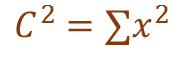 C² = ∑x²